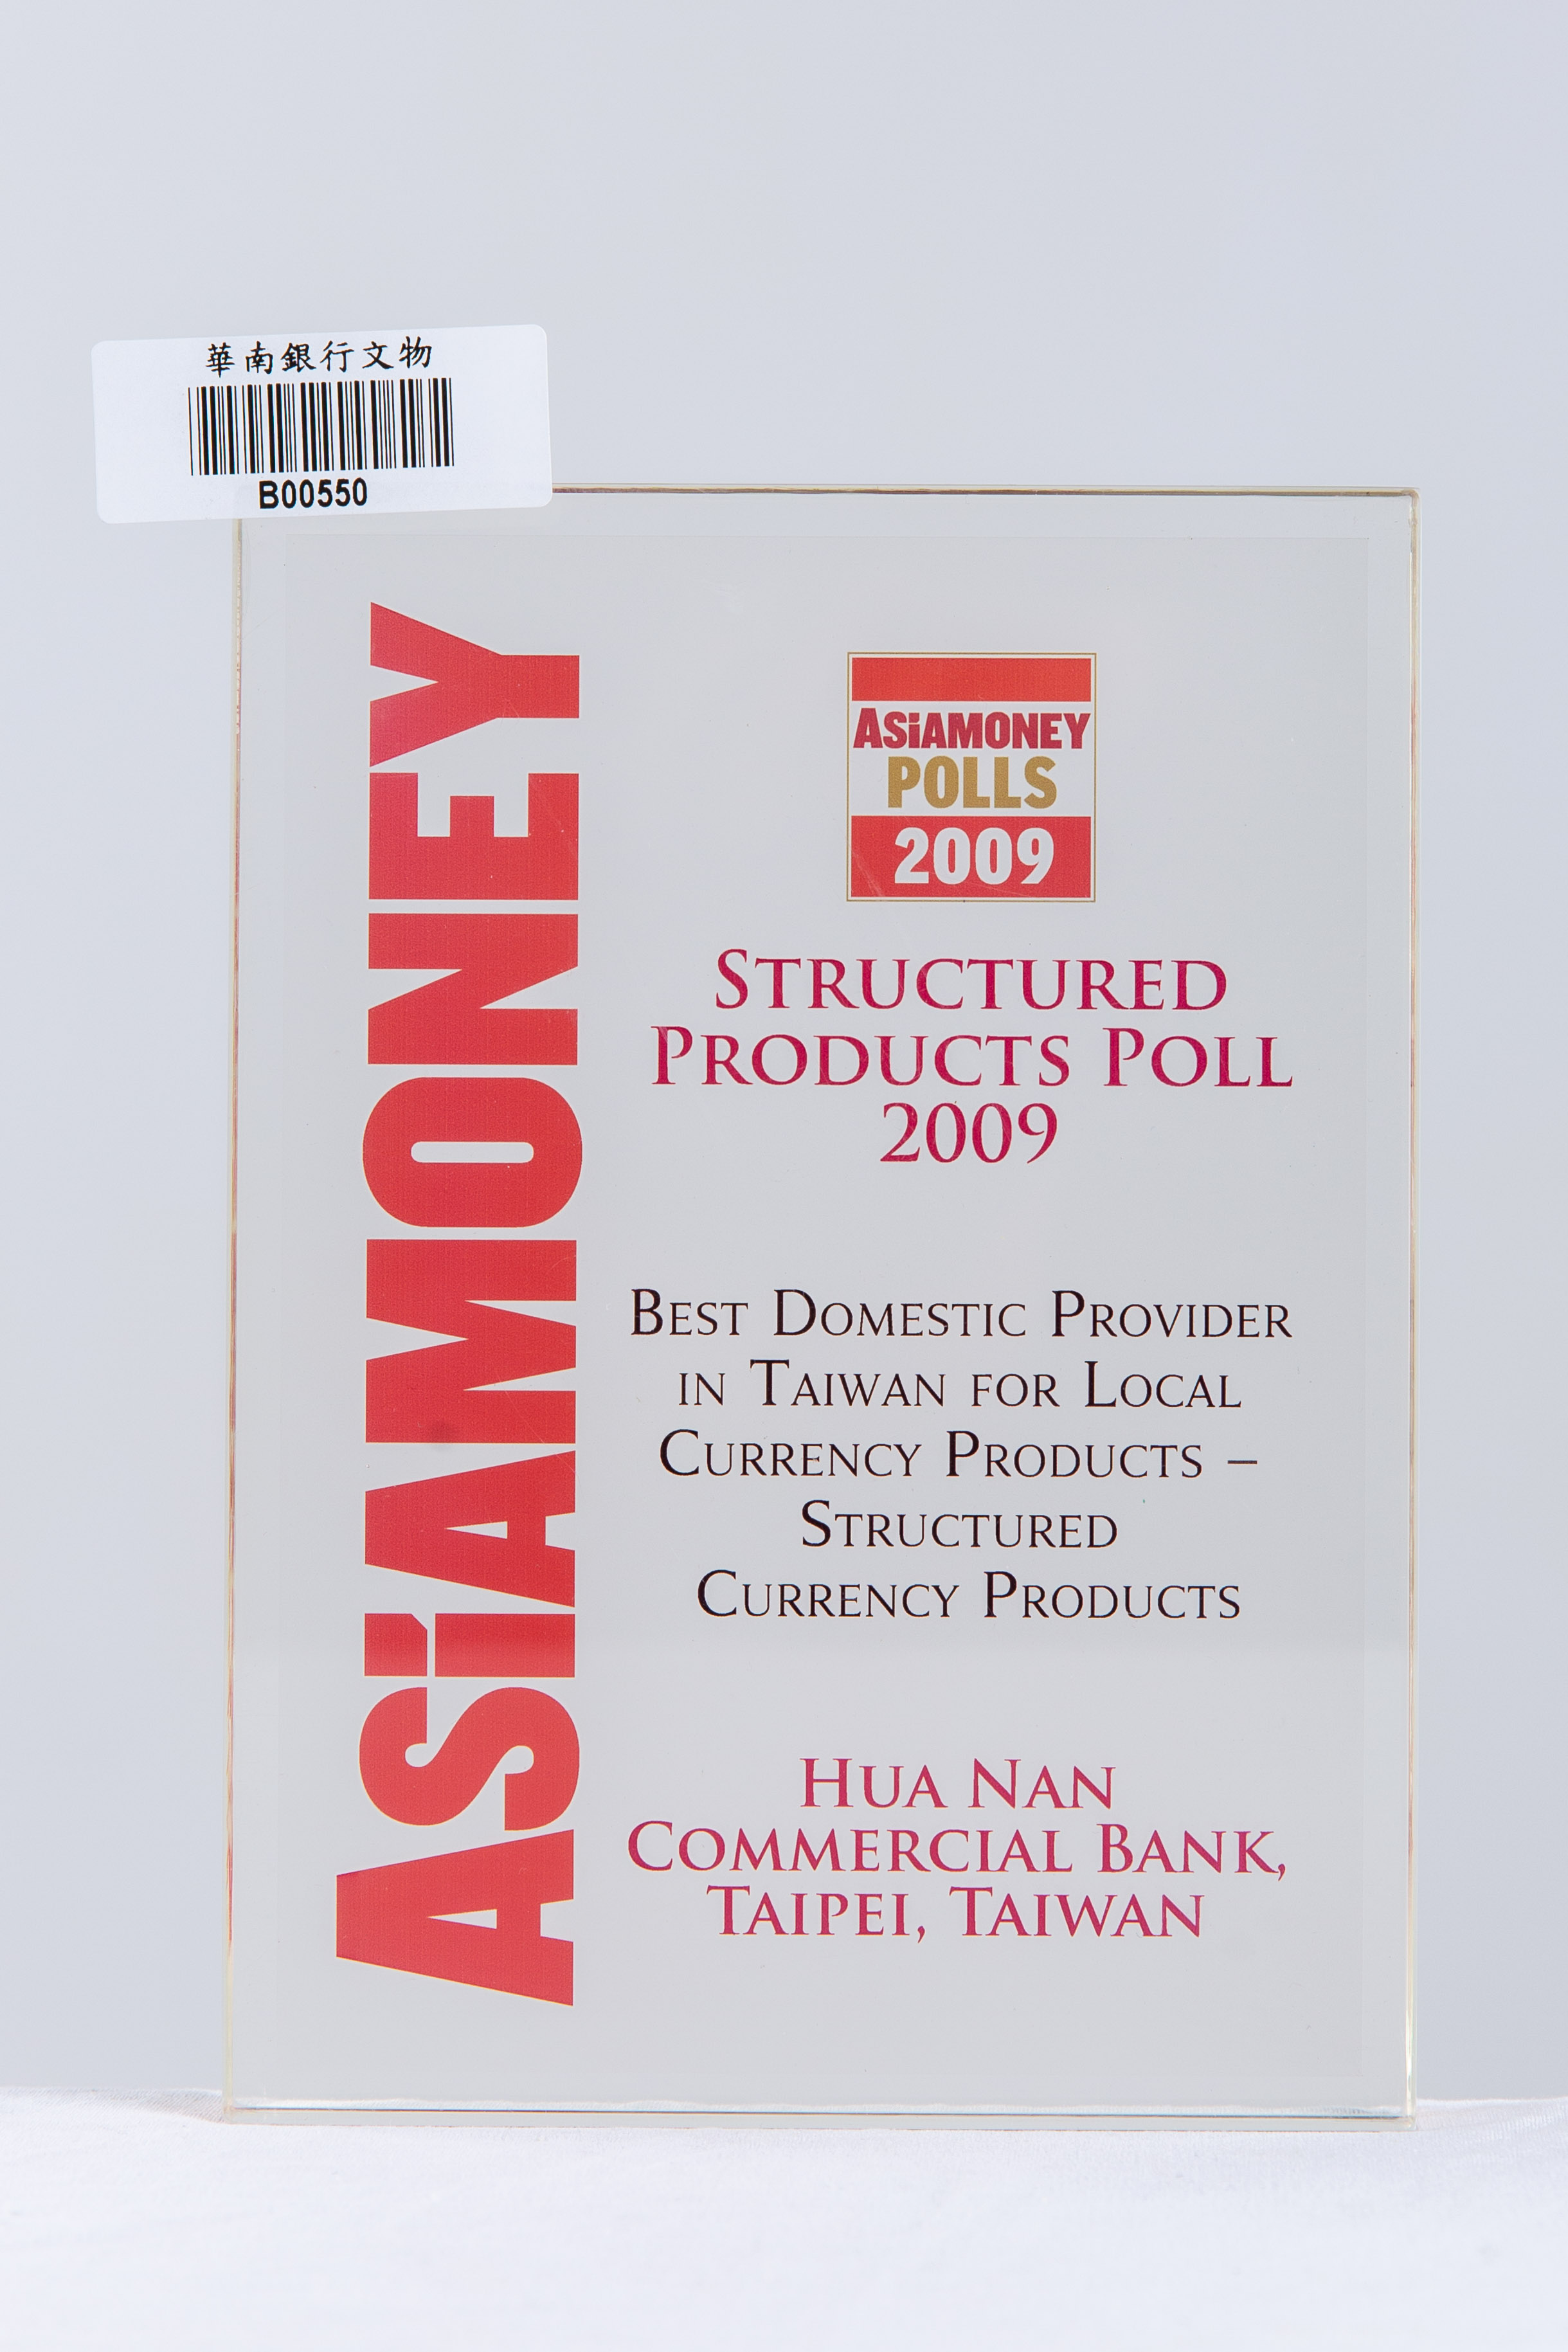 華南銀行文物
B00550
ASiAMONEY
ASiAMONEY
POLLS
2009
STRUCTURED
PRODUCTS POLL
2009
BEST DOMESTIC PROVIDER
IN TAIWAN FOR LOCAL
CURRENCY PRODUCTS –
STRUCTURED
CURRENCY PRODUCTS
HUA NAN
COMMERCIAL BANK,
TAIPEI, TAIWAN